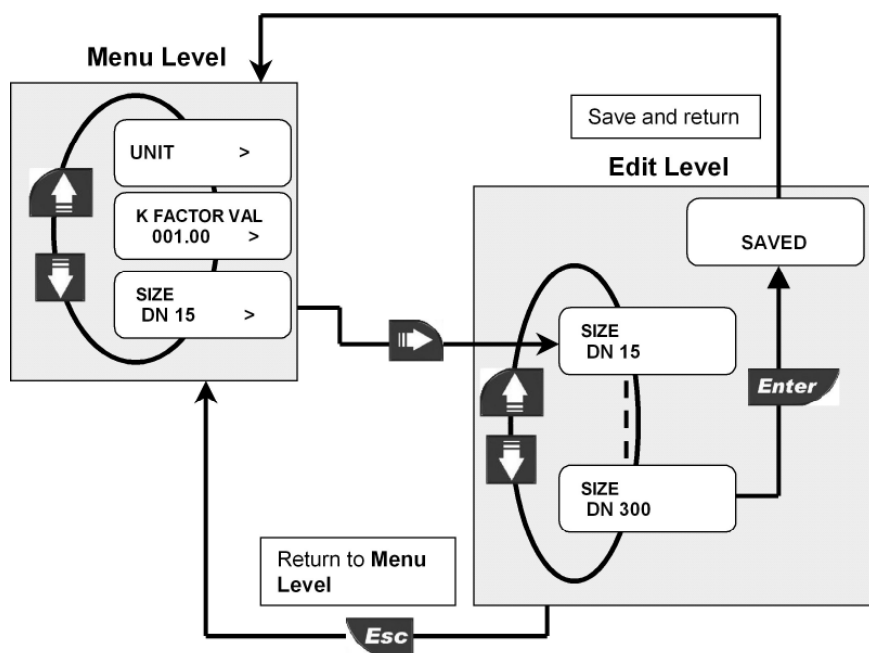 Menu Level
UNIT >
K FACTOR VAL
001.00 >
SIZE
DN 15 >
Save and return
Edit Level
SAVED
SIZE
DN 15
Enter
SIZE
DN 300
Return to Menu
Level
Esc